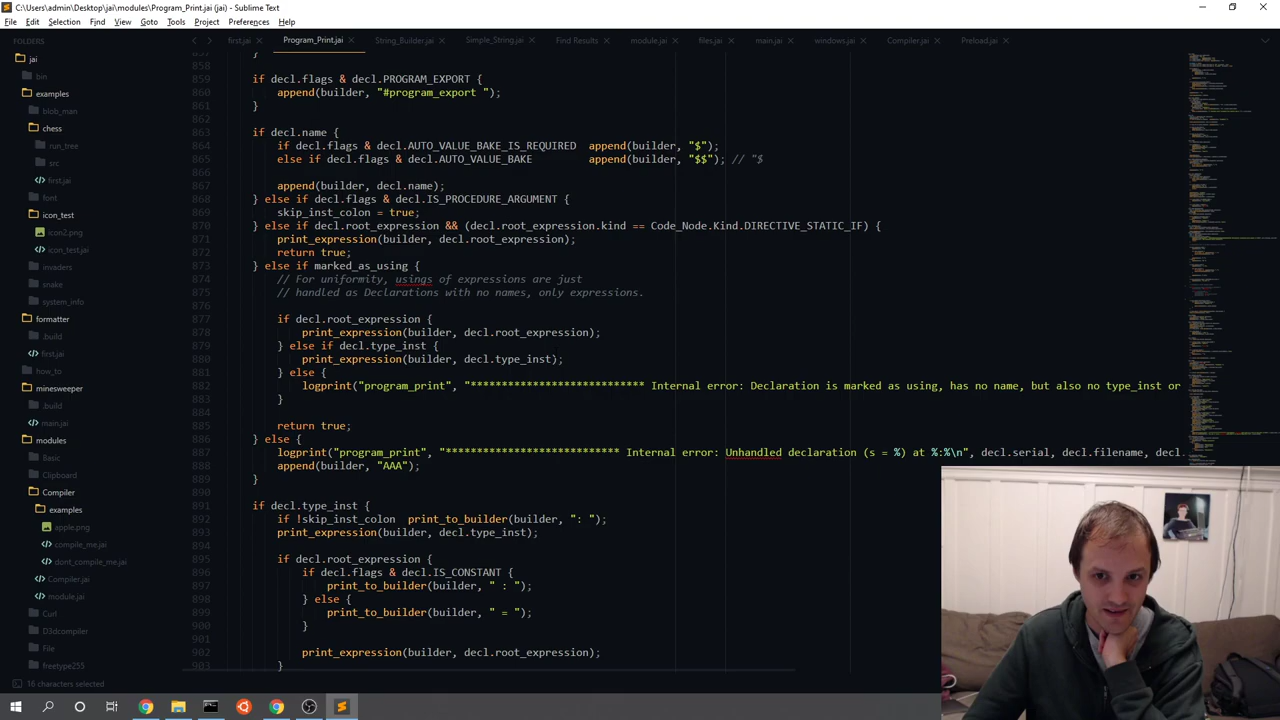 C:\Users\admin\Desktop\jai\modules\Program_Print.jai (jai) - Sublime Text
File Edit Selection Find View Goto Tools Project Preferences Help
FOLDERS
jai
bin
examples
blob_man
chess
run_tree
src
first.jai
font
icon_test
icon2.png
icon_test.jai
invaders
snake
system_info
formatter
.build
first.jai
how_to
minesweeper
.build
main.jai
modules
Basic
Clipboard
Compiler
examples
apple.png
compile_me.jai
dont_compile_me.jai
Compiler.jai
module.jai
Curl
D3dcompiler
File
freetype255
first.jai Program_Print.jai String_Builder.jai Simple_String.jai Find Results module.jai files.jai main.jai windows.jai Compiler.jai Preload.jai
857 }
858
859 if decl.flags & decl.PROGRAM_EXPORT {
860 append(builder, "#program_export ");
861 }
862
863 if decl.name {
864 if decl.flags & decl.AUTO_VALUE_BAKE_IS_REQUIRED append(builder, "$");
865 else if decl.flags & decl.AUTO_VALUE_BAKE append(builder, "$$"); // "$
866
867 append(builder, decl.name);
868 } else if decl.flags & decl.IS_PROCEDURE_ARGUMENT {
869 skip_inst_colon = true;
870 } else if decl.root_expression && (decl.root_expression.kind == Code_Node.Kind.DIRECTIVE_STATIC_IF) {
871 print_expression(builder, decl.root_expression);
872 return true;
873 } else if marked_as_using {
874 // For uniformity, usings of expressions are just
875 // handled as Declarations with no names, only expressions.
876
877 if decl.root_expression {
878 print_expression(builder, decl.root_expression);
879 } else if decl.type_inst {
880 print_expression(builder, decl.type_inst);
881 } else {
882 logprint("program_print", "************************** Internal error: Declaration is marked as using, has no name, but also no type_inst or
883 }
884
885 return true;
886 } else {
887 logprint("program_print", "************************** Internal error: Unhandled declaration (s = %) at %:%\n", decl.serial, decl.filename, decl.
888 append(builder, "AAA");
889 }
890
891 if decl.type_inst {
892 if !skip_inst_colon print_to_builder(builder, ": ");
893 print_expression(builder, decl.type_inst);
894
895 if decl.root_expression {
896 if decl.flags & decl.IS_CONSTANT {
897 print_to_builder(builder, " : ");
898 } else {
899 print_to_builder(builder, " = ");
900 }
901
902 print_expression(builder, decl.root_expression);
903 }
16 characters selected